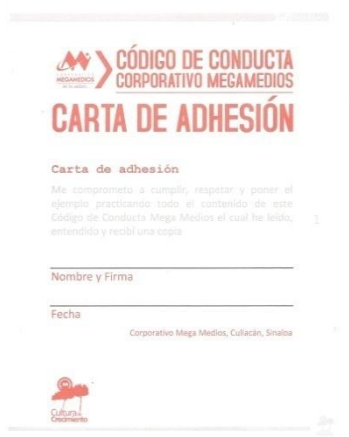 MEGAMEDIOS
CÓDIGO DE CONDUCTA
CORPORATIVO MEGAMEDIOS
CARTA DE ADHESIÓN
Carta de adhesión
Me comprometo a cumplir, respetar y poner el
ejemplo practicando todo el contenido de este
Código de Conducta Mega Medios el cual he leído,
entendido y recibí una copia
1
Nombre y Firma
Fecha
Corporativo Mega Medios, Culiacán, Sinaloa
Cultura
Crecimiento